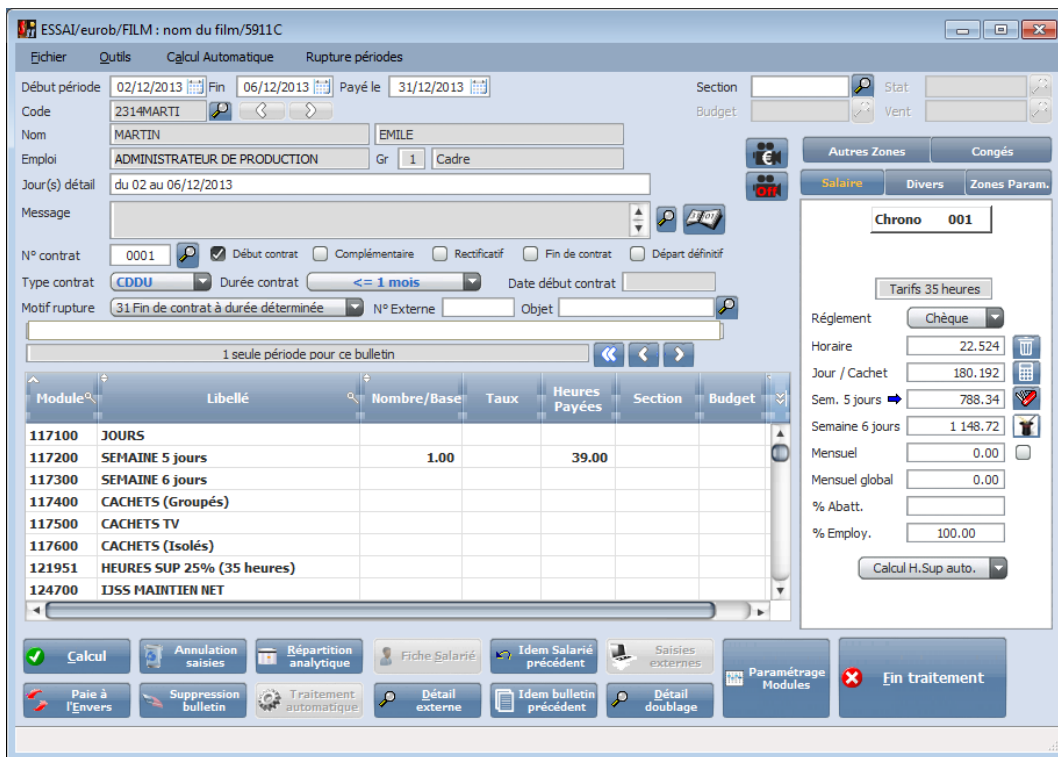 ESSAI/eurob/FILM : nom du film/5911C
Fichier Outils Calcul Automatique Rupture périodes
Début période 02/12/2013 Fin 06/12/2013 Payé le 31/12/2013 Section Stat
Code 2314MARTI Budget Vent
Nom MARTIN EMILE
Emploi ADMINISTRATEUR DE PRODUCTION Gr 1 Cadre
Autres Zones Congés
Jour(s) détail du 02 au 06/12/2013
Off
Salaire Divers Zones Param.
Message
Chrono 001
N° contrat 0001 Début contrat Complémentaire Rectificatif Fin de contrat Départ définitif
Type contrat CDDU Durée contrat <= 1 mois Date début contrat
Tarifs 35 heures
Motif rupture 31 Fin de contrat à durée déterminée N° Externe Objet
Réglement Chèque
1 seule période pour ce bulletin
Horaire 22.524
Jour / Cachet 180.192
Sem. 5 jours 788.34
Semaine 6 jours 1 148.72
Mensuel 0.00
Mensuel global 0.00
% Abatt.
% Employ. 100.00
Calcul H.Sup auto.
Module Libellé Nombre/Base Taux Heures Payées Section Budget
117100 JOURS
117200 SEMAINE 5 jours 1.00 39.00
117300 SEMAINE 6 jours
117400 CACHETS (Groupés)
117500 CACHETS TV
117600 CACHETS (Isolés)
121951 HEURES SUP 25% (35 heures)
124700 IJSS MAINTIEN NET
Calcul
Annulation saisies
Répartition analytique
Fiche Salarié
Idem Salarié précédent
Saisies externes
Paramétrage Modules
Fin traitement
Paie à l'Envers
Suppression bulletin
Traitement automatique
Détail externe
Idem bulletin précédent
Détail doublage